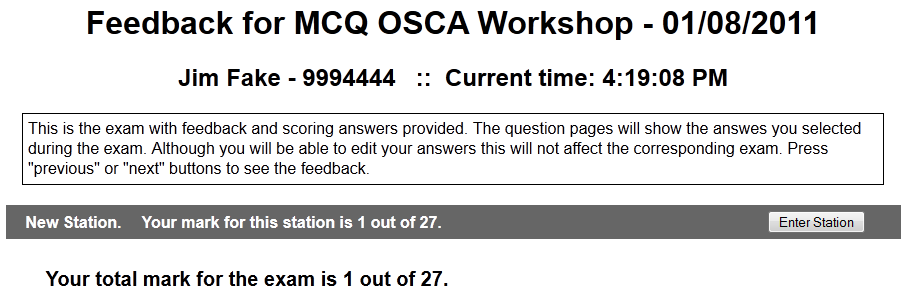 Feedback for MCQ OSCA Workshop - 01/08/2011
Jim Fake - 9994444 :: Current time: 4:19:08 PM
This is the exam with feedback and scoring answers provided. The question pages will show the answes you selected
during the exam. Although you will be able to edit your answers this will not affect the corresponding exam. Press
"previous" or "next" buttons to see the feedback.
New Station. Your mark for this station is 1 out of 27. Enter Station
Your total mark for the exam is 1 out of 27.